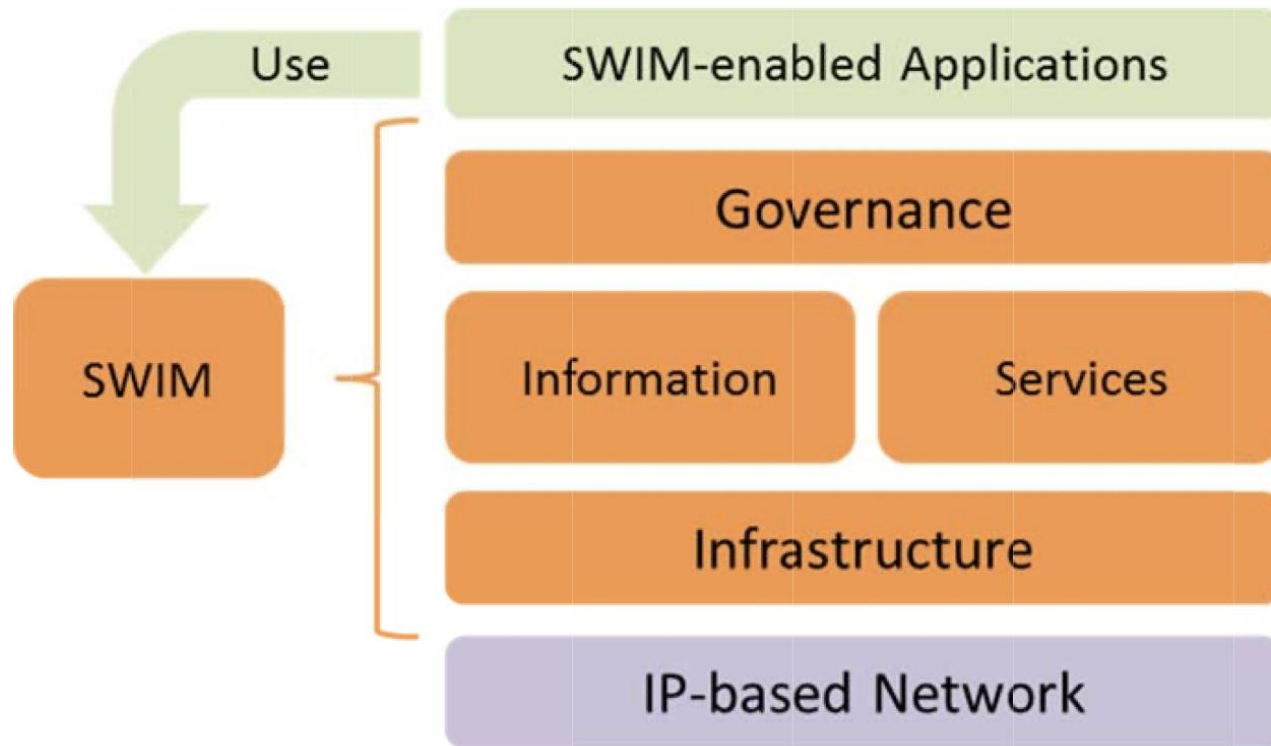 Use
SWIM-enabled Applications
Governance
SWIM
Information
Services
Infrastructure
IP-based Network